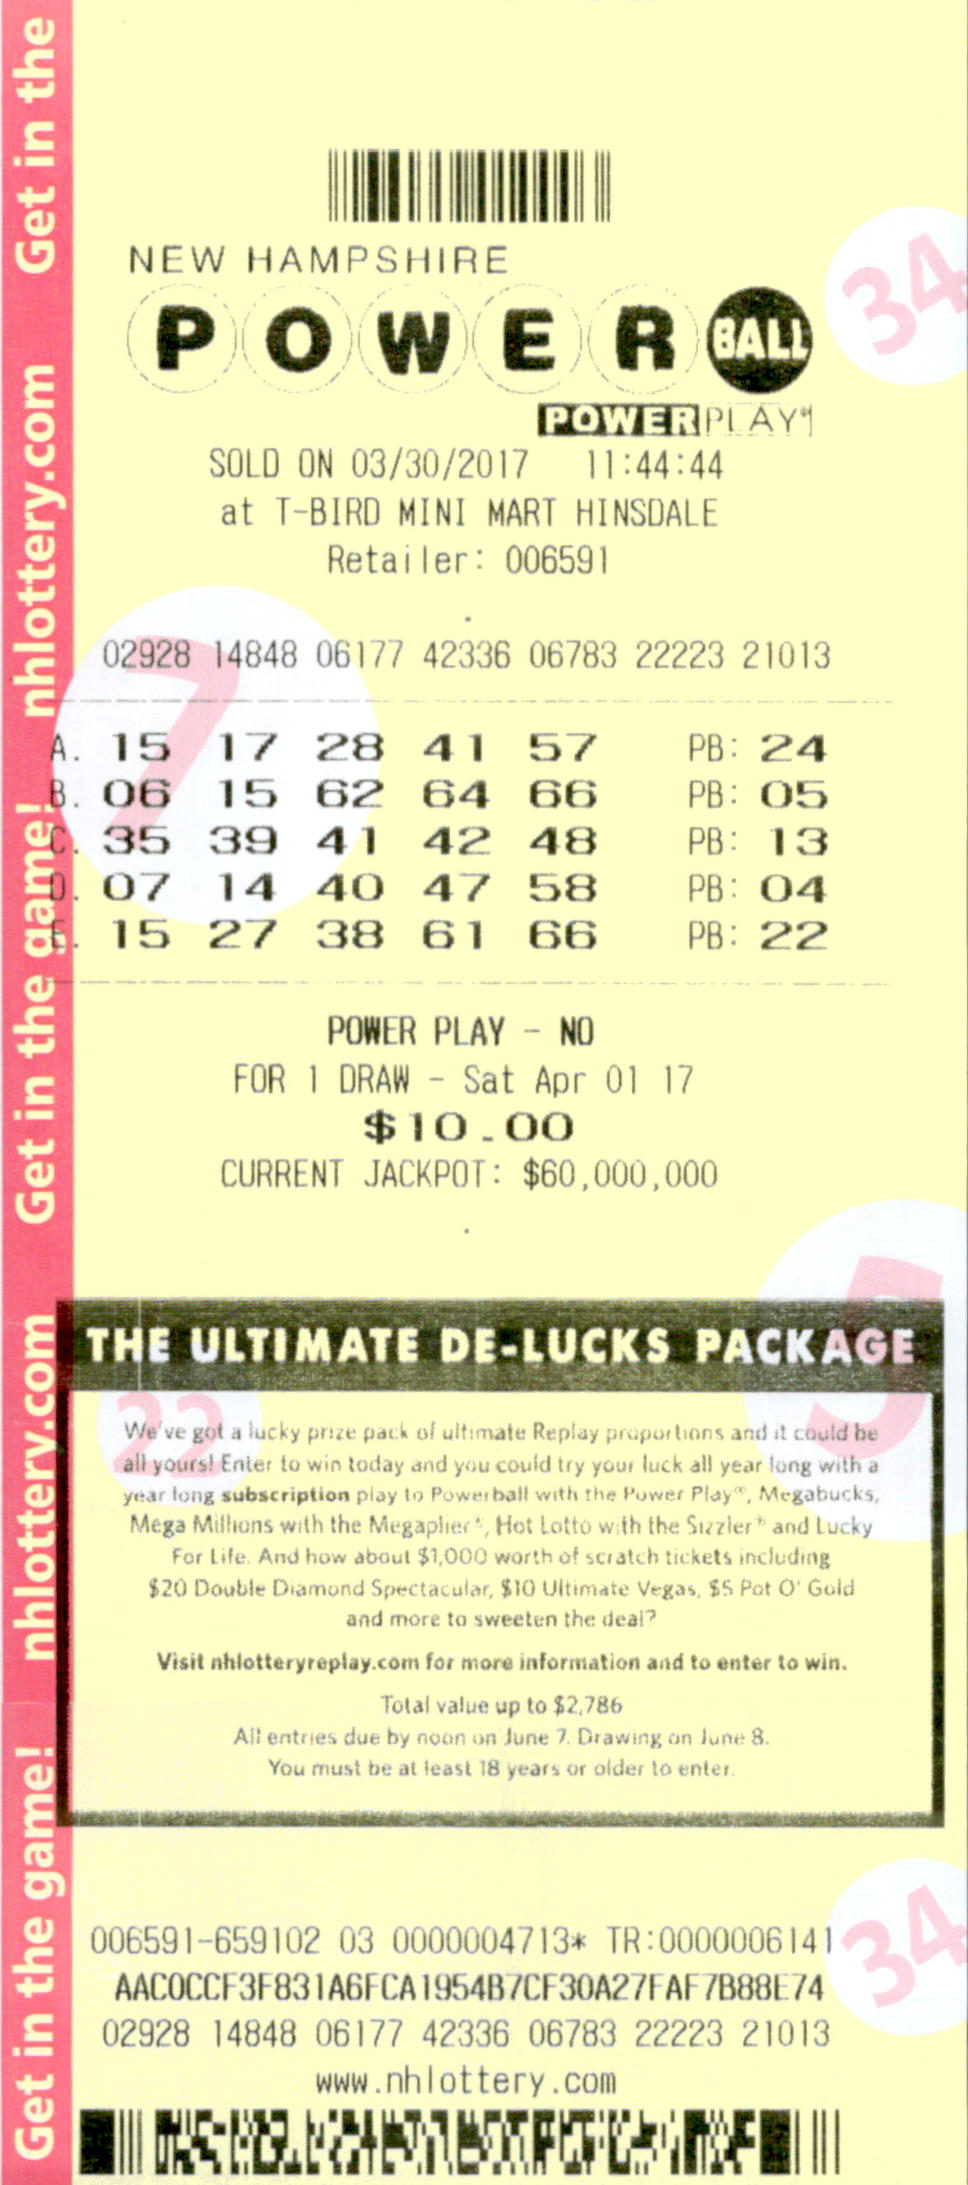 Get in the game! nhlottery.com Get in the game! nhlottery.com Get in the
NEW HAMPSHIRE
POWER BALL
POWERPLAY®
34
SOLD ON 03/30/2017 11:44:44
at T-BIRD MINI MART HINSDALE
Retailer: 006591
7
02928 14848 06177 42336 06783 22223 21013
A. 15 17 28 41 57 PB: 24
B. 06 15 62 64 66 PB: 05
C. 35 39 41 42 48 PB: 13
D. 07 14 40 47 58 PB: 04
E. 15 27 38 61 66 PB: 22
POWER PLAY - NO
FOR 1 DRAW - Sat Apr 01 17
$10.00
CURRENT JACKPOT: $60,000,000
5
THE ULTIMATE DE-LUCKS PACKAGE
22
We've got a lucky prize pack of ultimate Replay proportions and it could be
all yours! Enter to win today and you could try your luck all year long with a
year long subscription play to Powerball with the Power Play®, Megabucks,
Mega Millions with the Megaplier®, Hot Lotto with the Sizzler® and Lucky
For Life. And how about $1,000 worth of scratch tickets including
$20 Double Diamond Spectacular, $10 Ultimate Vegas, $5 Pot O' Gold
and more to sweeten the deal?
Visit nhlotteryreplay.com for more information and to enter to win.
Total value up to $2,786
All entries due by noon on June 7. Drawing on June 8.
You must be at least 18 years or older to enter.
34
006591-659102 03 0000004713* TR:0000006141
AAC0CCF3F831A6FCA1954B7CF30A27FAF7B88E74
02928 14848 06177 42336 06783 22223 21013
www.nhlottery.com